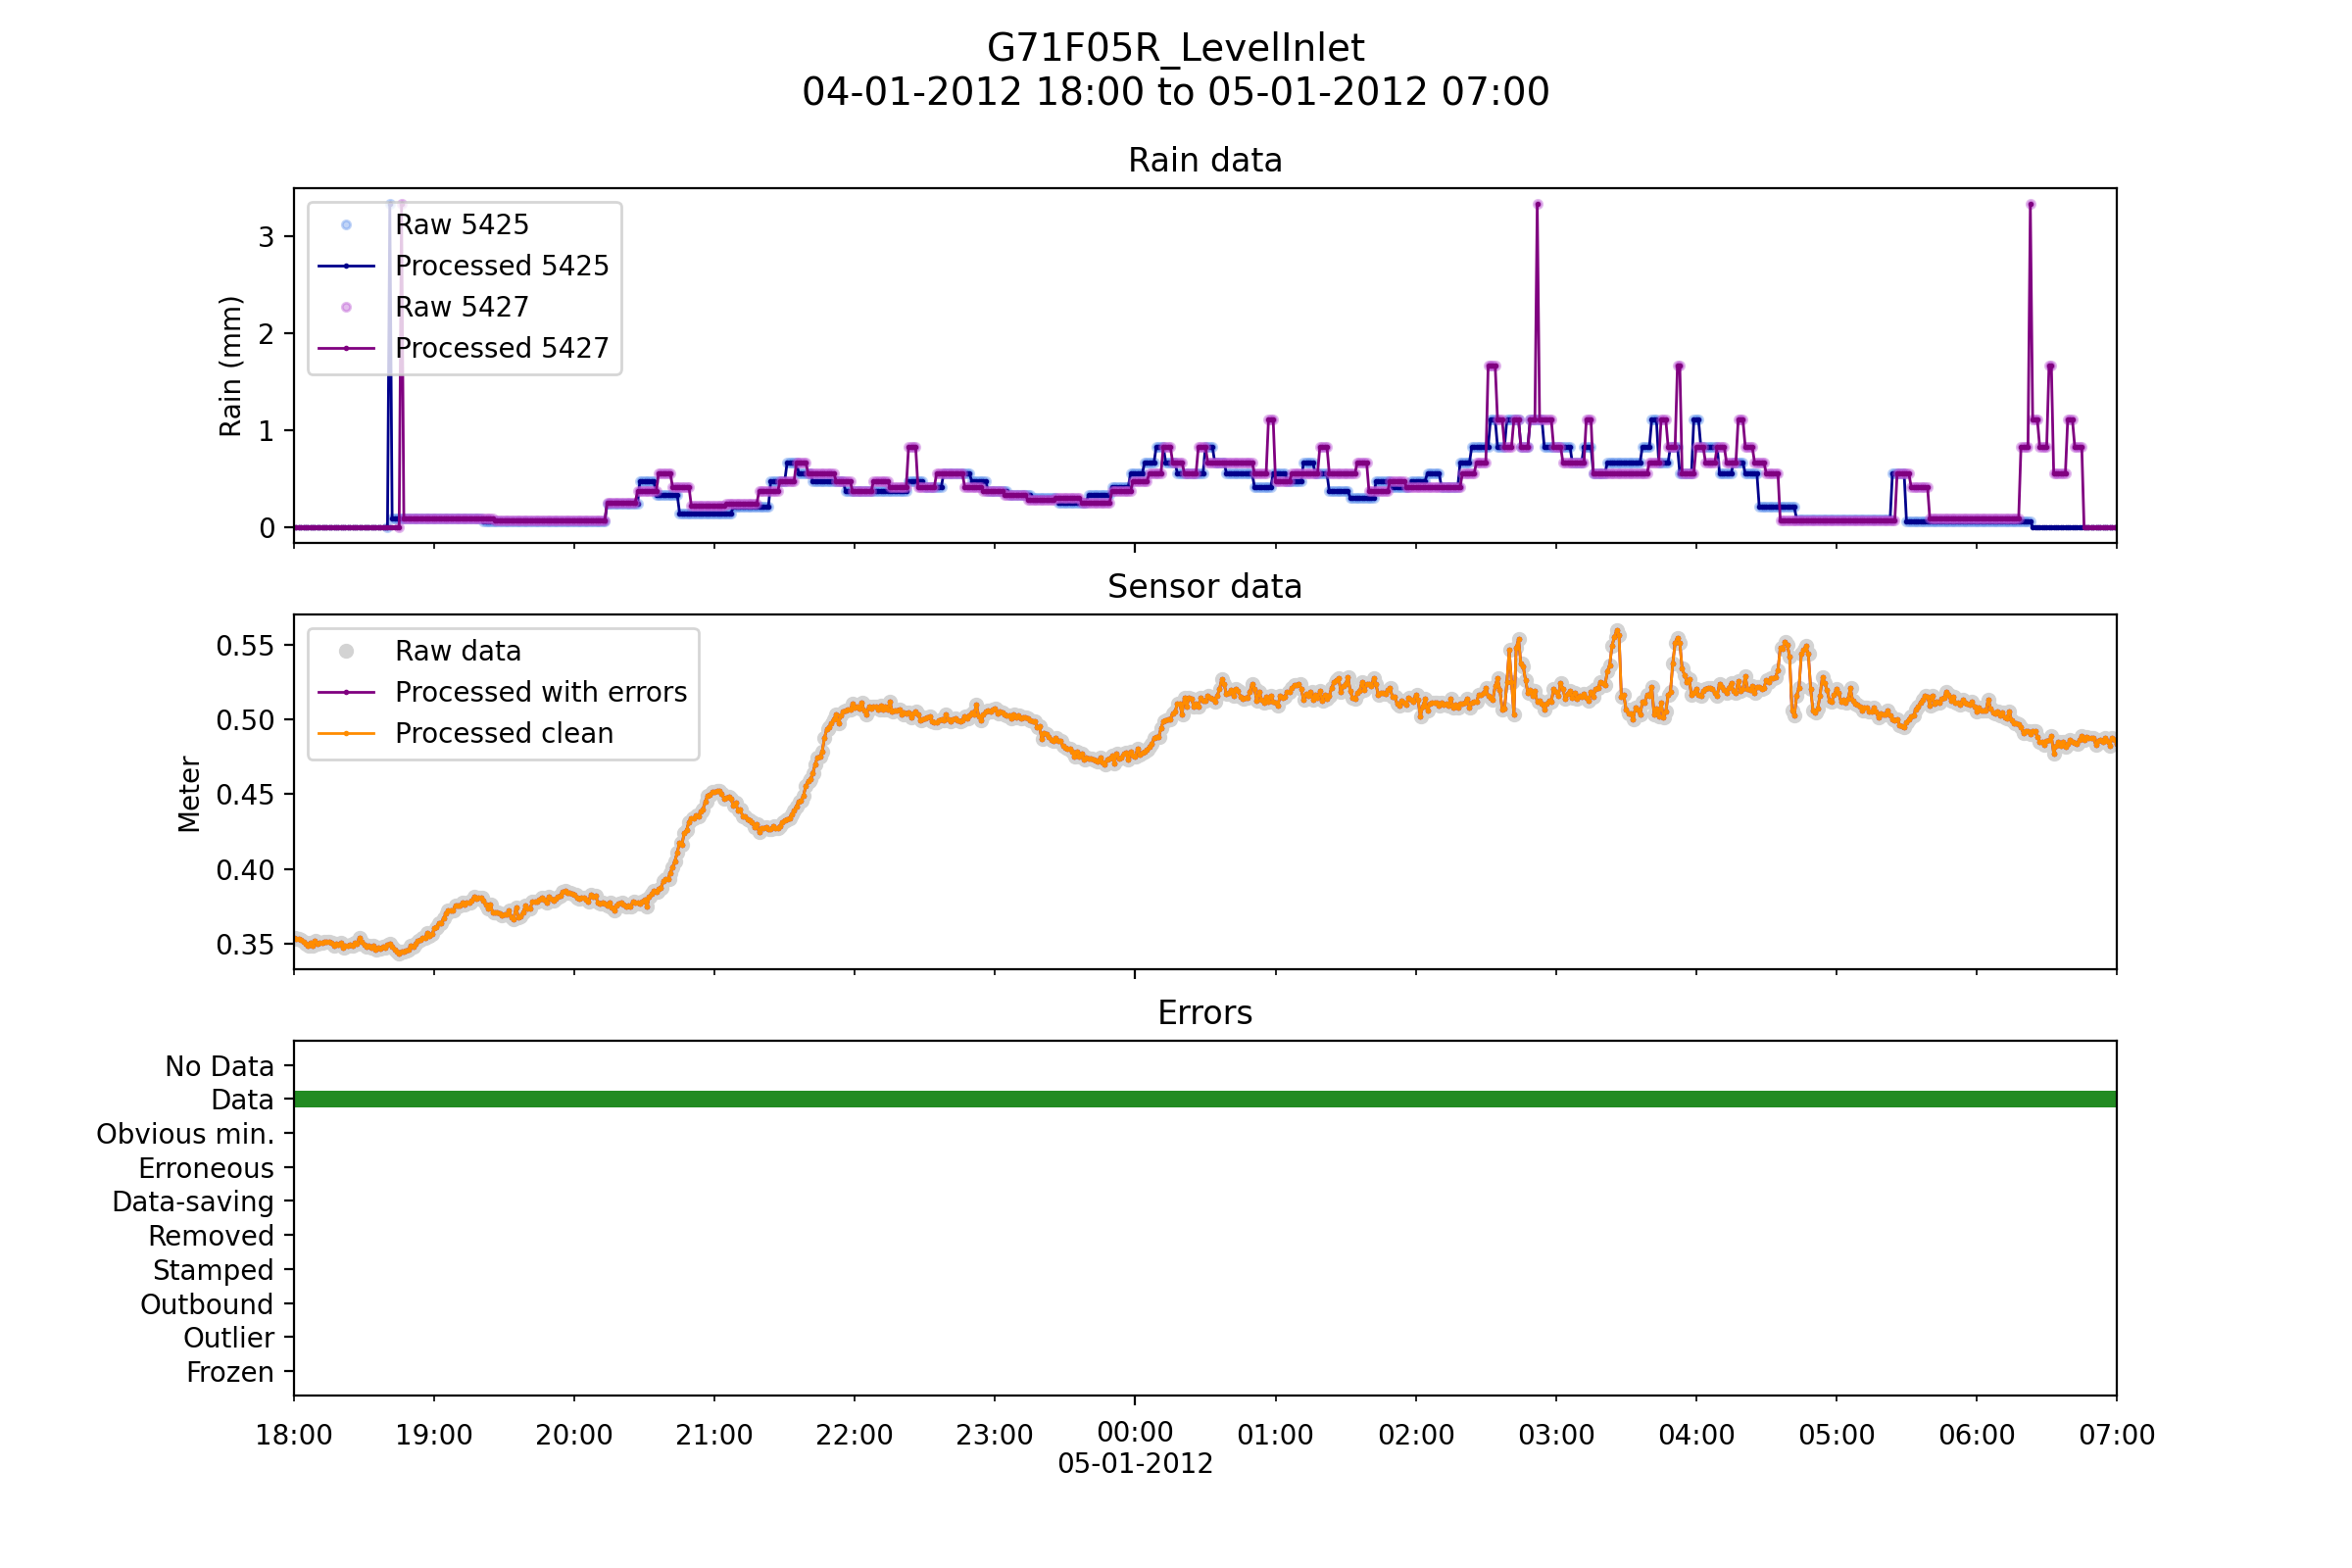 G71F05R_LevelInlet
04-01-2012 18:00 to 05-01-2012 07:00
Rain data
Rain (mm)
3
2
1
0
Raw 5425
Processed 5425
Raw 5427
Processed 5427
Sensor data
Meter
0.55
0.50
0.45
0.40
0.35
Raw data
Processed with errors
Processed clean
Errors
No Data
Data
Obvious min.
Erroneous
Data-saving
Removed
Stamped
Outbound
Outlier
Frozen
18:00 19:00 20:00 21:00 22:00 23:00 00:00 01:00 02:00 03:00 04:00 05:00 06:00 07:00
05-01-2012